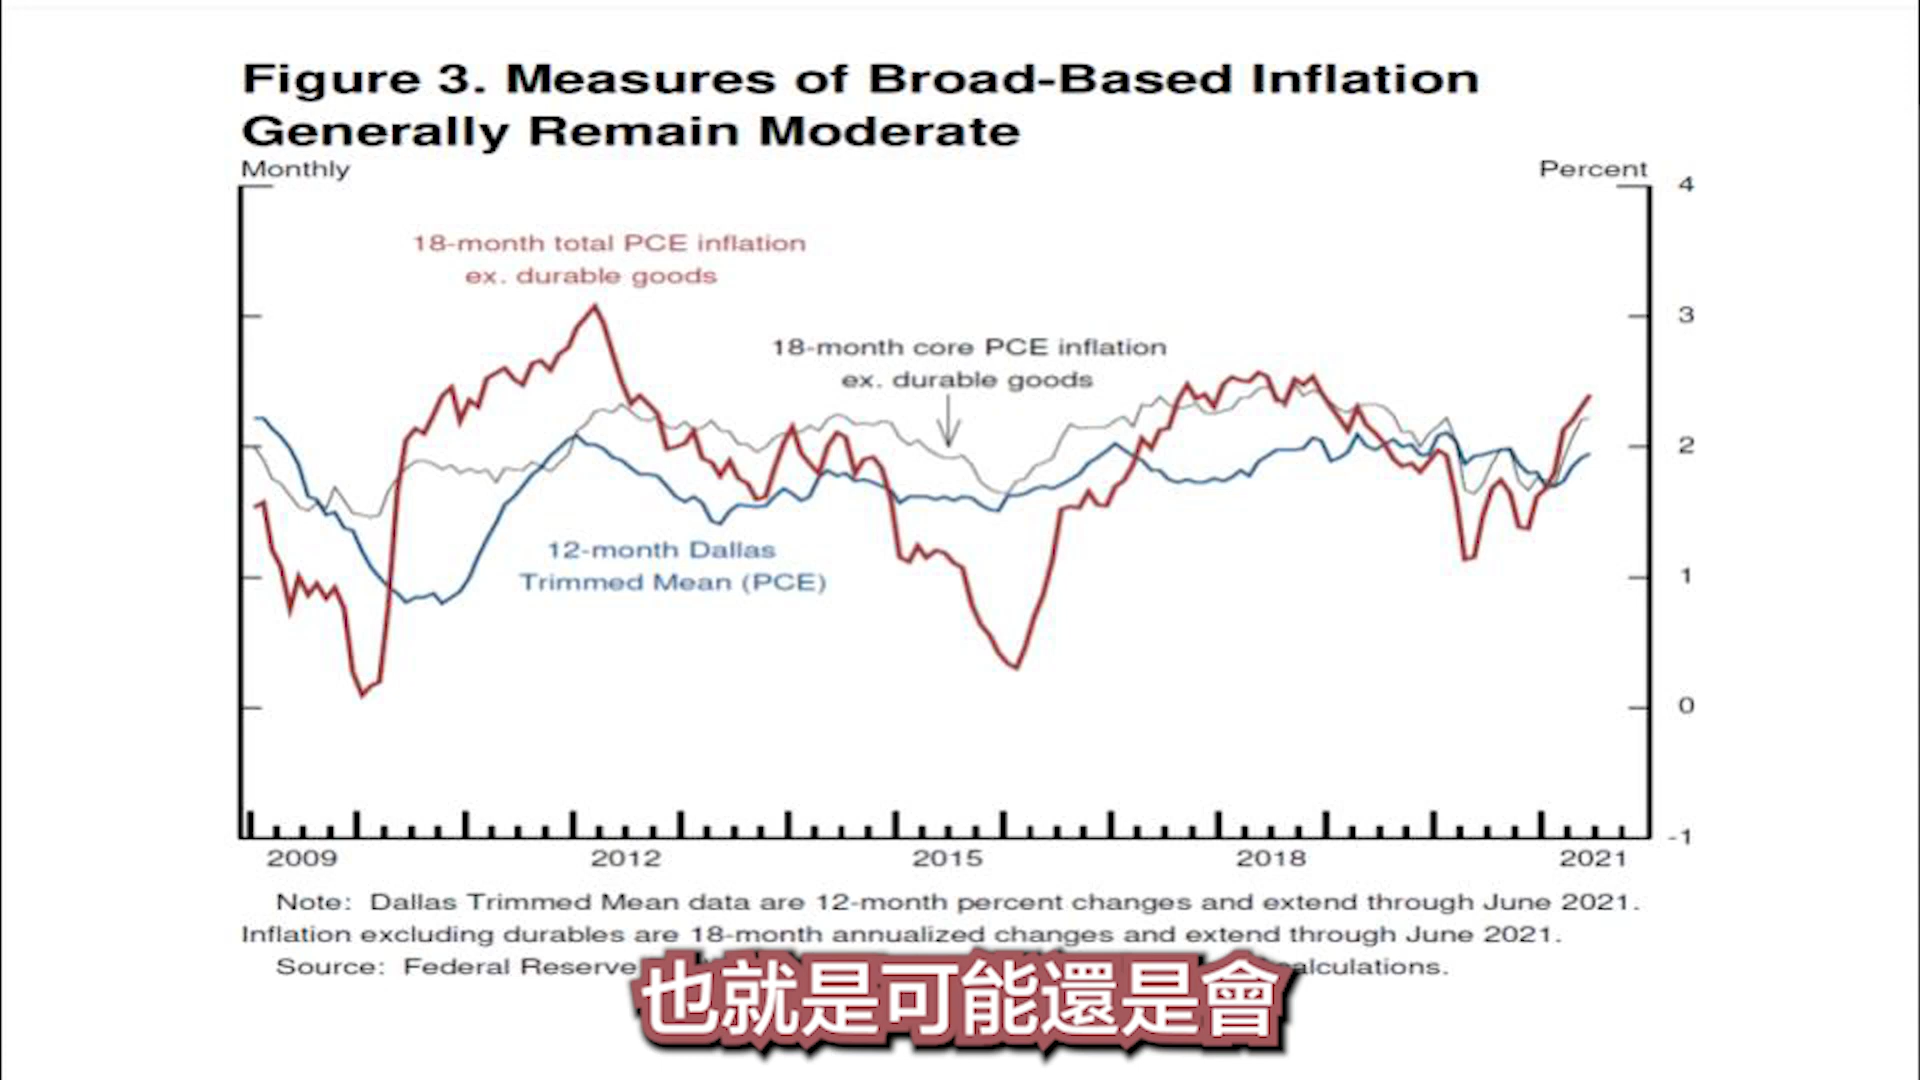 Figure 3. Measures of Broad-Based Inflation
Generally Remain Moderate
Monthly
Percent
4
18-month total PCE inflation
ex. durable goods
3
18-month core PCE inflation
ex. durable goods
2
12-month Dallas
Trimmed Mean (PCE)
1
0
-1
2009 2012 2015 2018 2021
Note: Dallas Trimmed Mean data are 12-month percent changes and extend through June 2021.
Inflation excluding durables are 18-month annualized changes and extend through June 2021.
Source: Federal Reserve
也就是可能還是會